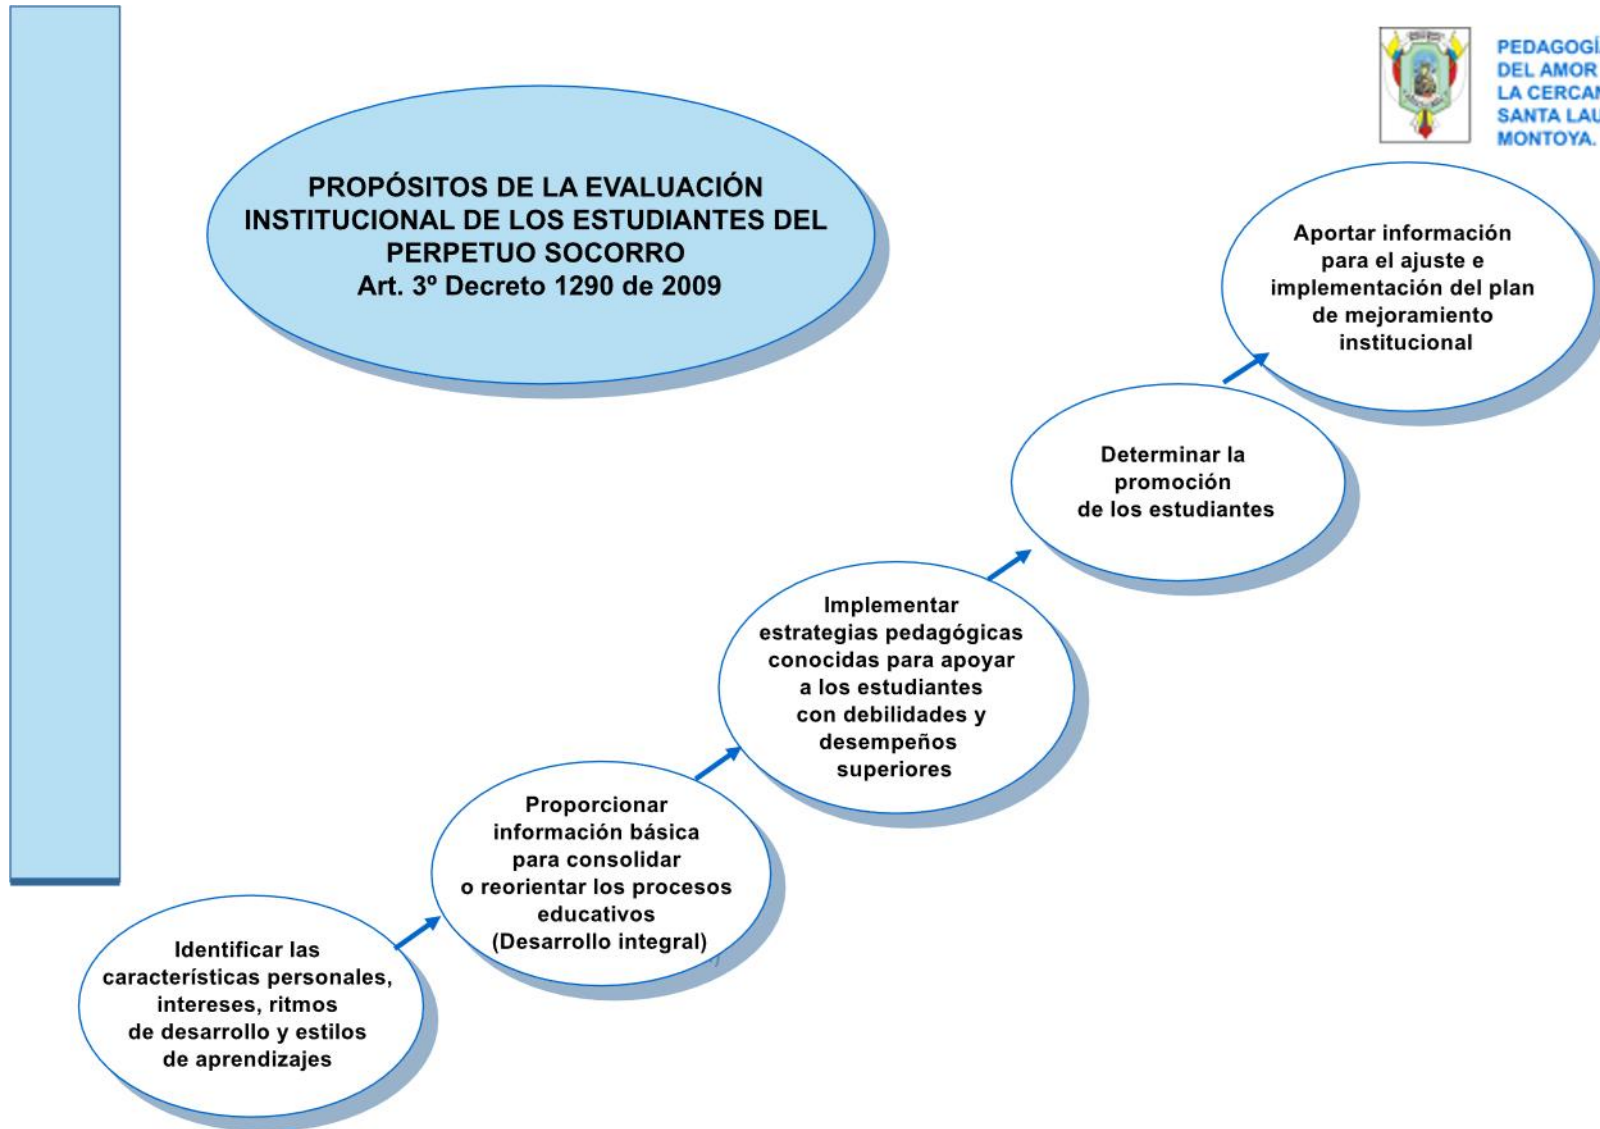 PEDAGOGÍA
DEL AMOR
LA CERCAN
SANTA LAU
MONTOYA.
PROPÓSITOS DE LA EVALUACIÓN
INSTITUCIONAL DE LOS ESTUDIANTES DEL
PERPETUO SOCORRO
Art. 3º Decreto 1290 de 2009
Aportar información
para el ajuste e
implementación del plan
de mejoramiento
institucional
Determinar la
promoción
de los estudiantes
Implementar
estrategias pedagógicas
conocidas para apoyar
a los estudiantes
con debilidades y
desempeños
superiores
Proporcionar
información básica
para consolidar
o reorientar los procesos
educativos
(Desarrollo integral)
Identificar las
características personales,
intereses, ritmos
de desarrollo y estilos
de aprendizajes